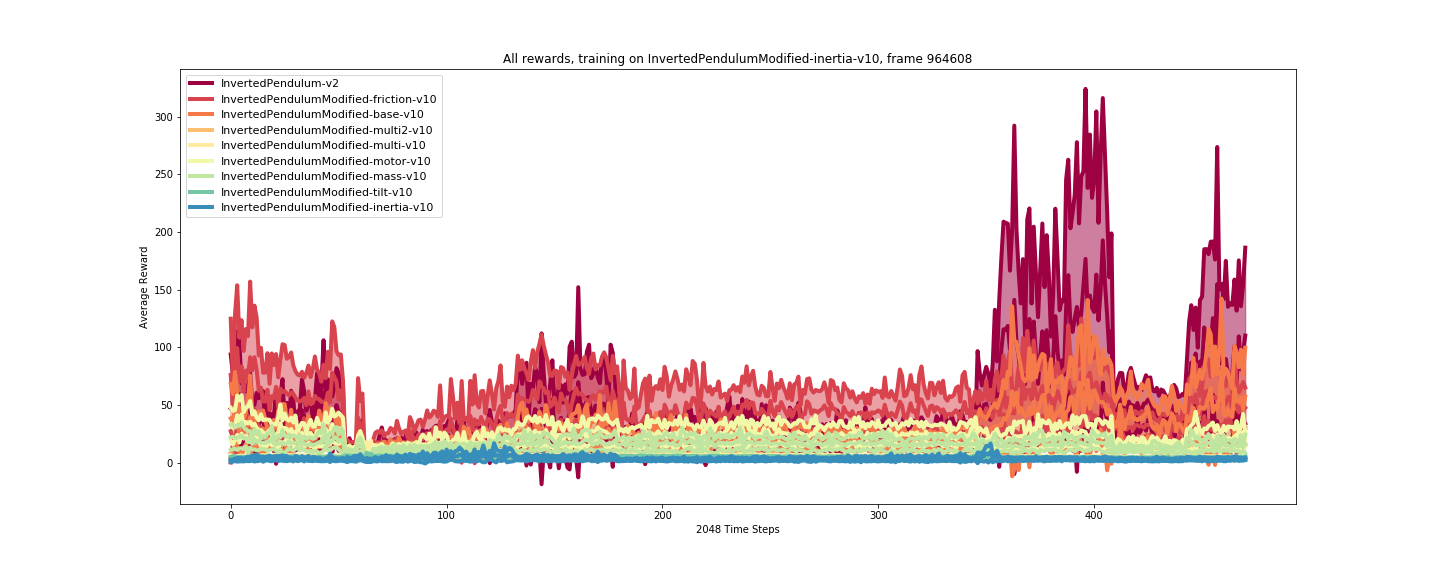 All rewards, training on InvertedPendulumModified-inertia-v10, frame 964608
InvertedPendulum-v2
InvertedPendulumModified-friction-v10
InvertedPendulumModified-base-v10
InvertedPendulumModified-multi2-v10
InvertedPendulumModified-multi-v10
InvertedPendulumModified-motor-v10
InvertedPendulumModified-mass-v10
InvertedPendulumModified-tilt-v10
InvertedPendulumModified-inertia-v10
Average Reward
300
250
200
150
100
50
0
0 100 200 300 400
2048 Time Steps